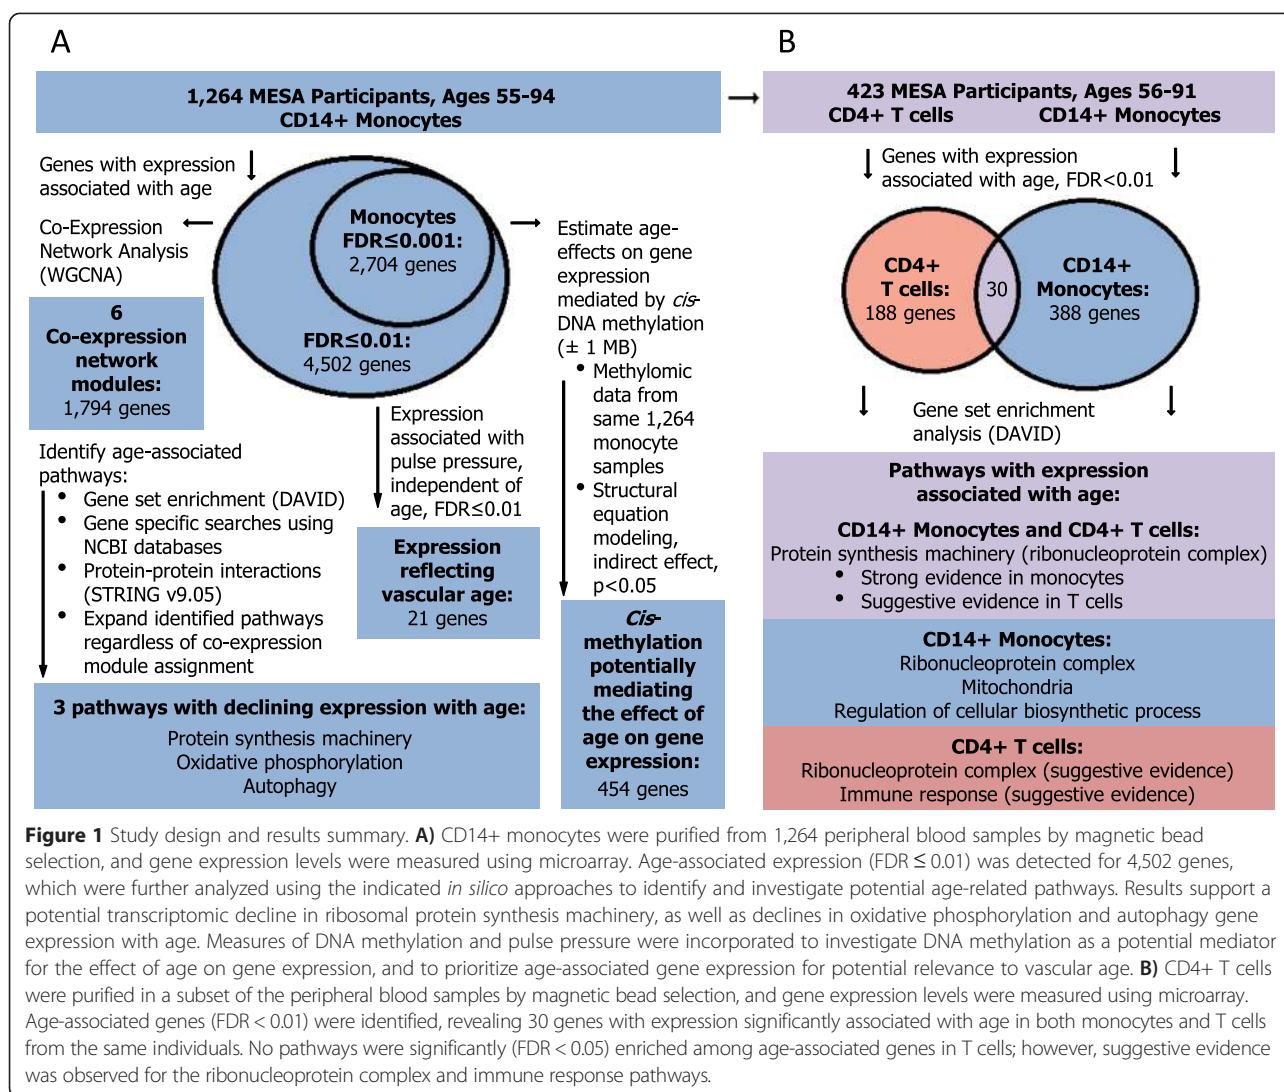 A
1,264 MESA Participants, Ages 55-94
CD14+ Monocytes
Genes with expression
associated with age
Co-Expression
Network Analysis
(WGCNA)
6
Co-expression
network
modules:
1,794 genes
Monocytes
FDR≤0.001:
2,704 genes
FDR≤0.01:
4,502 genes
Identify age-associated
pathways:
• Gene set enrichment (DAVID)
• Gene specific searches using
NCBI databases
• Protein-protein interactions
(STRING v9.05)
• Expand identified pathways
regardless of co-expression
module assignment
3 pathways with declining expression with age:
Protein synthesis machinery
Oxidative phosphorylation
Autophagy
Expression
associated with
pulse pressure,
independent of
age, FDR≤0.01
Expression
reflecting
vascular age:
21 genes
Estimate age-
effects on gene
expression
mediated by cis-
DNA methylation
(± 1 MB)
• Methylomic
data from
same 1,264
monocyte
samples
• Structural
equation
modeling,
indirect effect,
p<0.05
Cis-
methylation
potentially
mediating
the effect of
age on gene
expression:
454 genes
B
423 MESA Participants, Ages 56-91
CD4+ T cells CD14+ Monocytes
Genes with expression
associated with age, FDR<0.01
CD4+
T cells:
188 genes
30
CD14+
Monocytes:
388 genes
Gene set enrichment
analysis (DAVID)
Pathways with expression
associated with age:
CD14+ Monocytes and CD4+ T cells:
Protein synthesis machinery (ribonucleoprotein complex)
• Strong evidence in monocytes
• Suggestive evidence in T cells
CD14+ Monocytes:
Ribonucleoprotein complex
Mitochondria
Regulation of cellular biosynthetic process
CD4+ T cells:
Ribonucleoprotein complex (suggestive evidence)
Immune response (suggestive evidence)
Figure 1 Study design and results summary. A) CD14+ monocytes were purified from 1,264 peripheral blood samples by magnetic bead
selection, and gene expression levels were measured using microarray. Age-associated expression (FDR ≤ 0.01) was detected for 4,502 genes,
which were further analyzed using the indicated in silico approaches to identify and investigate potential age-related pathways. Results support a
potential transcriptomic decline in ribosomal protein synthesis machinery, as well as declines in oxidative phosphorylation and autophagy gene
expression with age. Measures of DNA methylation and pulse pressure were incorporated to investigate DNA methylation as a potential mediator
for the effect of age on gene expression, and to prioritize age-associated gene expression for potential relevance to vascular age. B) CD4+ T cells
were purified in a subset of the peripheral blood samples by magnetic bead selection, and gene expression levels were measured using microarray.
Age-associated genes (FDR < 0.01) were identified, revealing 30 genes with expression significantly associated with age in both monocytes and T cells
from the same individuals. No pathways were significantly (FDR < 0.05) enriched among age-associated genes in T cells; however, suggestive evidence
was observed for the ribonucleoprotein complex and immune response pathways.